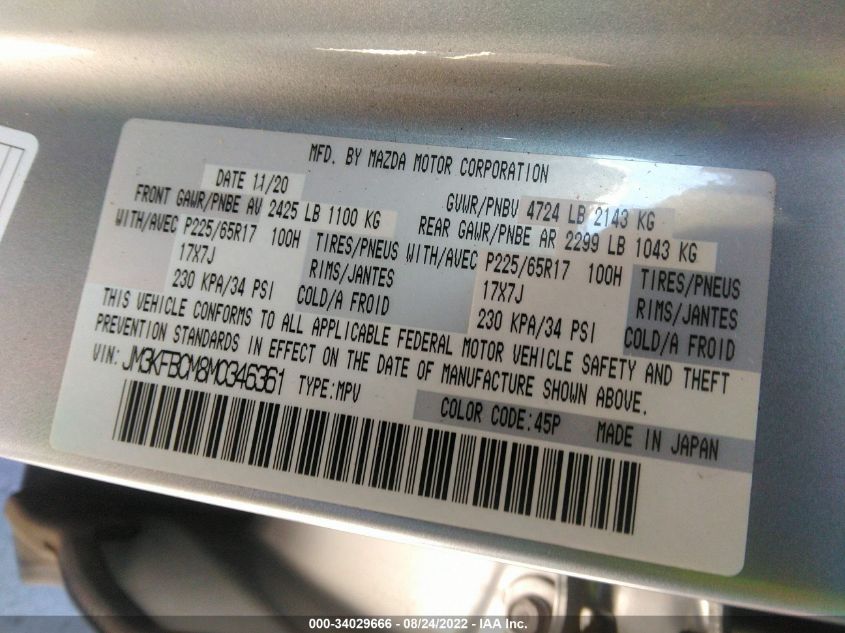 MFD. BY MAZDA MOTOR CORPORATION
DATE 11/20 GVWR/PNBV 4724 LB 2143 KG
FRONT GAWR/PNBE AV 2425 LB 1100 KG REAR GAWR/PNBE AR 2299 LB 1043 KG
WITH/AVEC P225/65R17 100H TIRES/PNEUS WITH/AVEC P225/65R17 100H TIRES/PNEUS
17X7J RIMS/JANTES 17X7J RIMS/JANTES
230 KPA/34 PSI COLD/A FROID 230 KPA/34 PSI COLD/A FROID
THIS VEHICLE CONFORMS TO ALL APPLICABLE FEDERAL MOTOR VEHICLE SAFETY AND THEFT
PREVENTION STANDARDS IN EFFECT ON THE DATE OF MANUFACTURE SHOWN ABOVE.
VIN: JM3KFBCM8M0346361 TYPE:MPV
COLOR CODE:45P MADE IN JAPAN
000-34029666 - 08/24/2022 - IAA Inc.